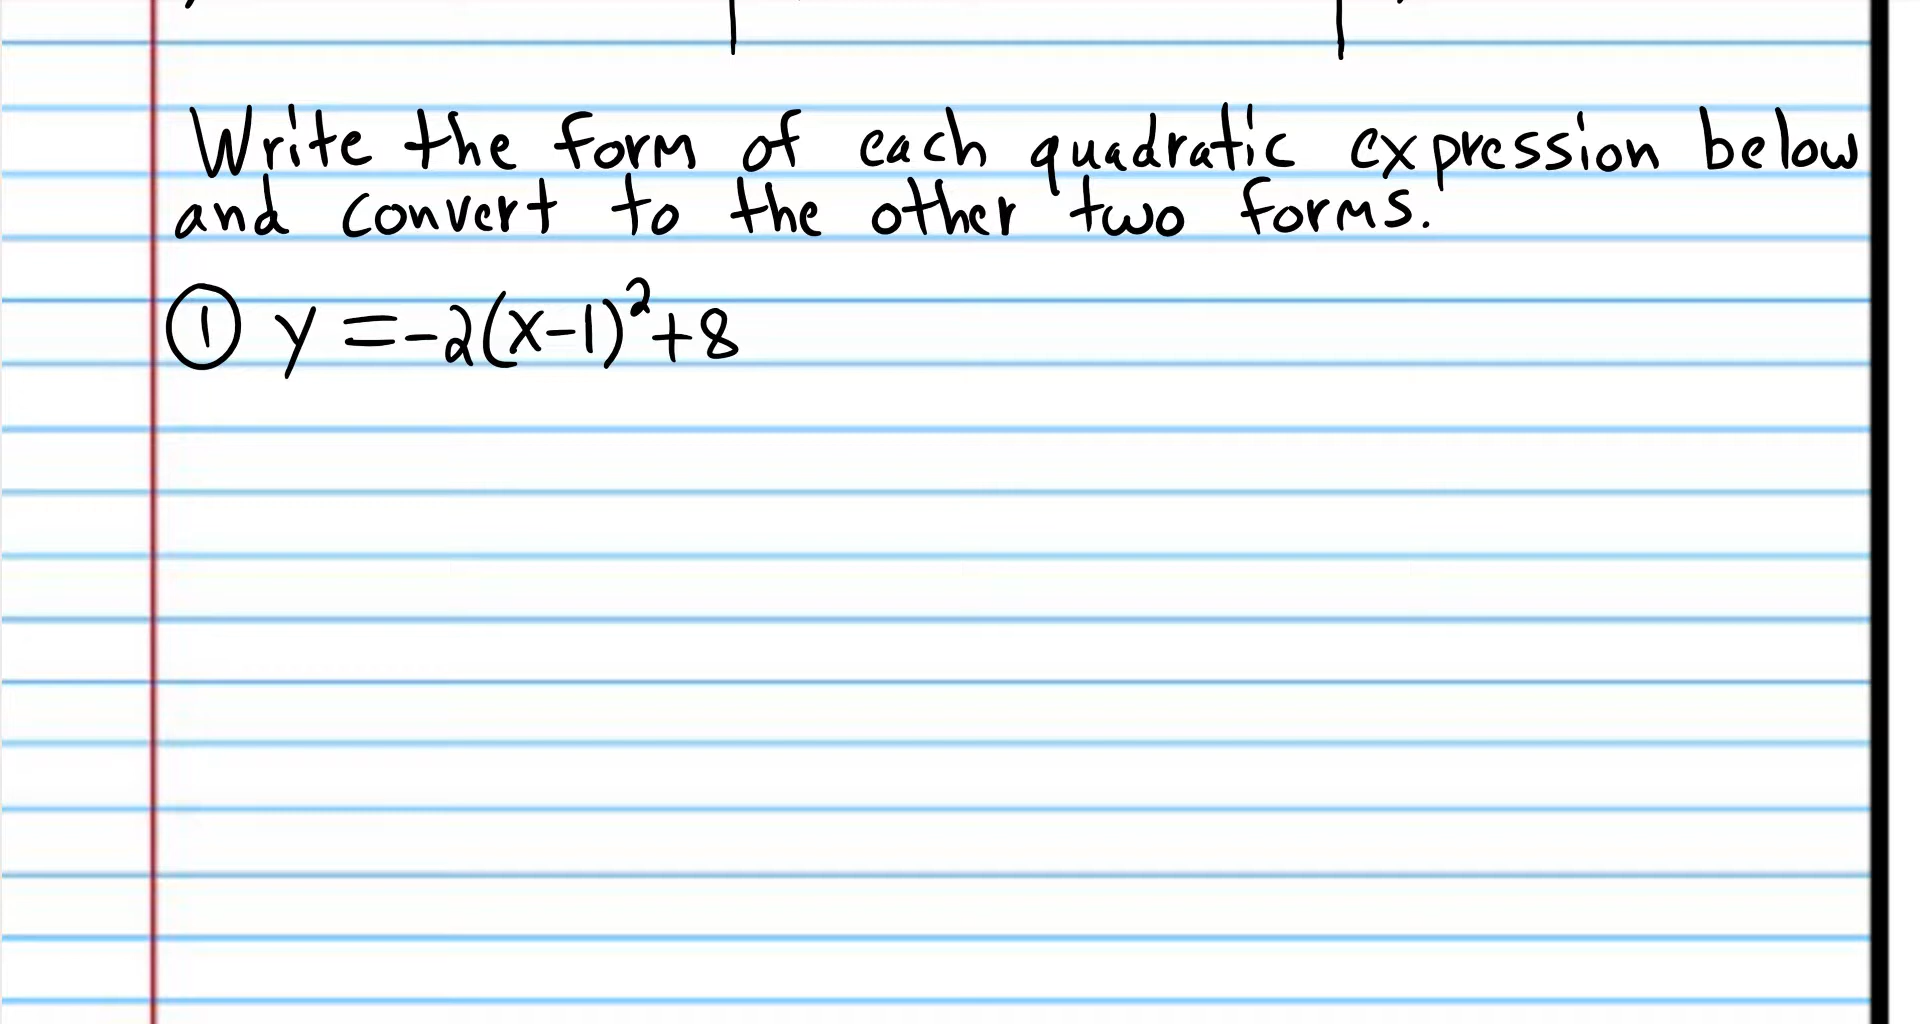 Write the form of each quadratic expression below
and convert to the other two forms.
① y = -2(x-1)²+8